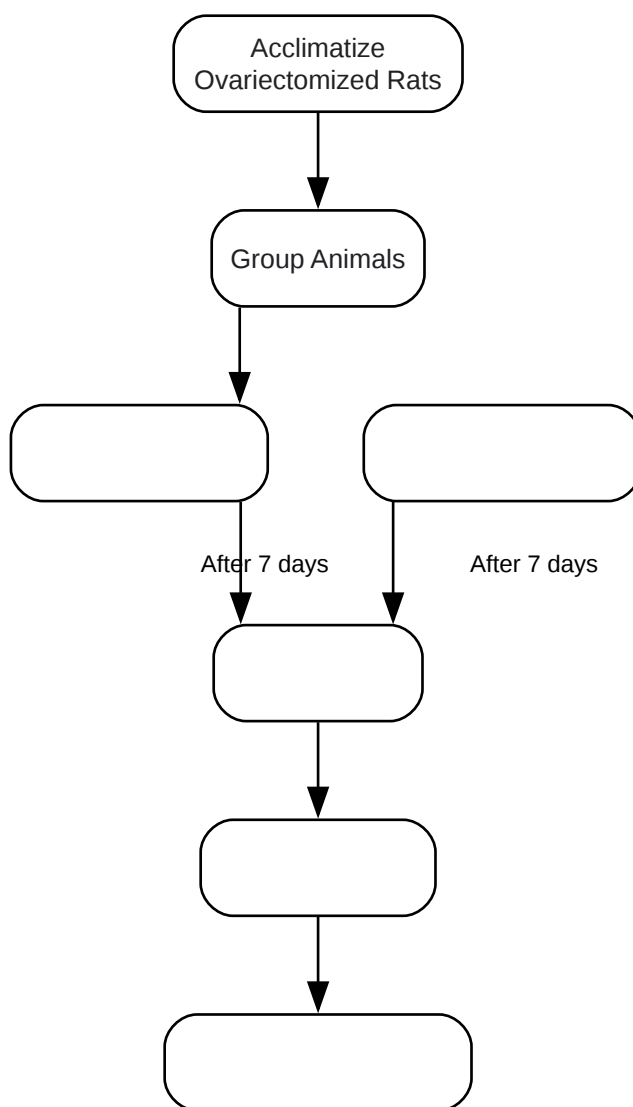 Acclimatize
Ovariectomized Rats
Group Animals
After 7 days
After 7 days